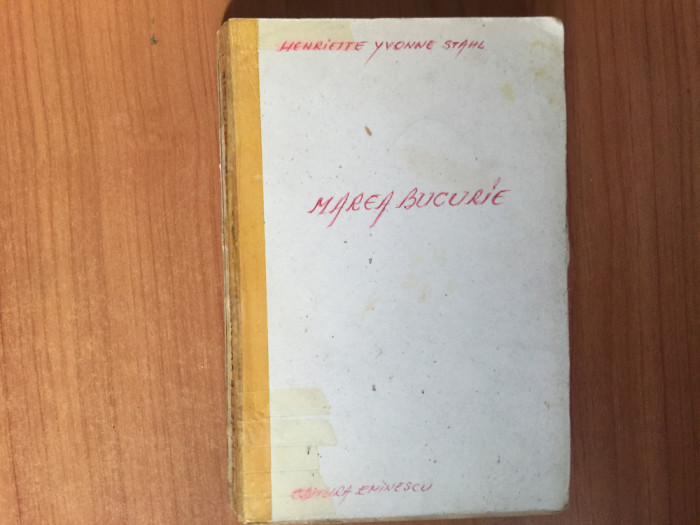 HENRIETTE YVONNE STAHL
MAREA BUCURIE
EDITURA EMINESCU